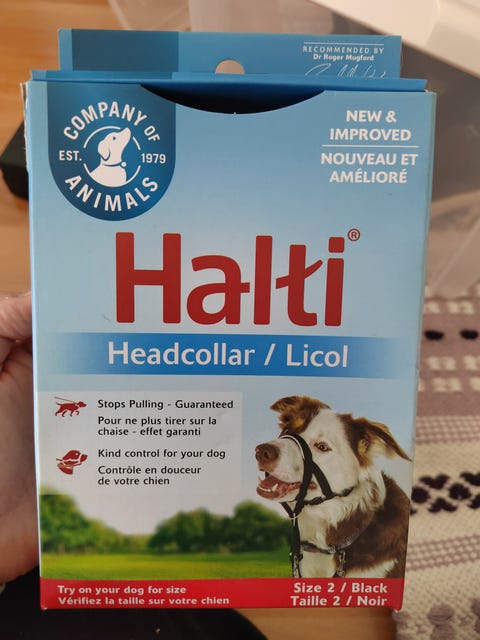 RECOMMENDED BY
Dr Roger Mugford
COMPANY OF
EST. 1979
ANIMALS
NEW &
IMPROVED
NOUVEAU ET
AMÉLIORÉ
Halti®
Headcollar / Licol
Stops Pulling - Guaranteed
Pour ne plus tirer sur la
chaise - effet garanti
Kind control for your dog
Contrôle en douceur
de votre chien
Try on your dog for size
Vérifiez la taille sur votre chien
Size 2 / Black
Taille 2 / Noir